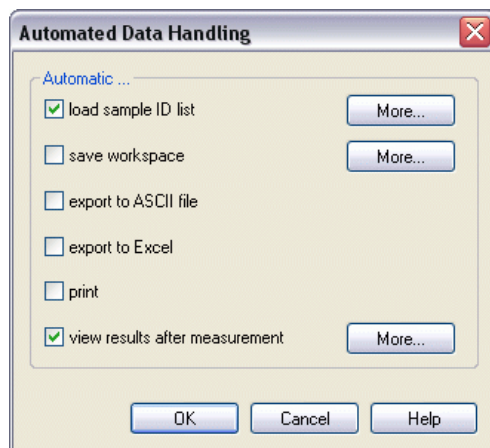 Automated Data Handling
Automatic ...
load sample ID list More...
save workspace More...
export to ASCII file
export to Excel
print
view results after measurement More...
OK Cancel Help